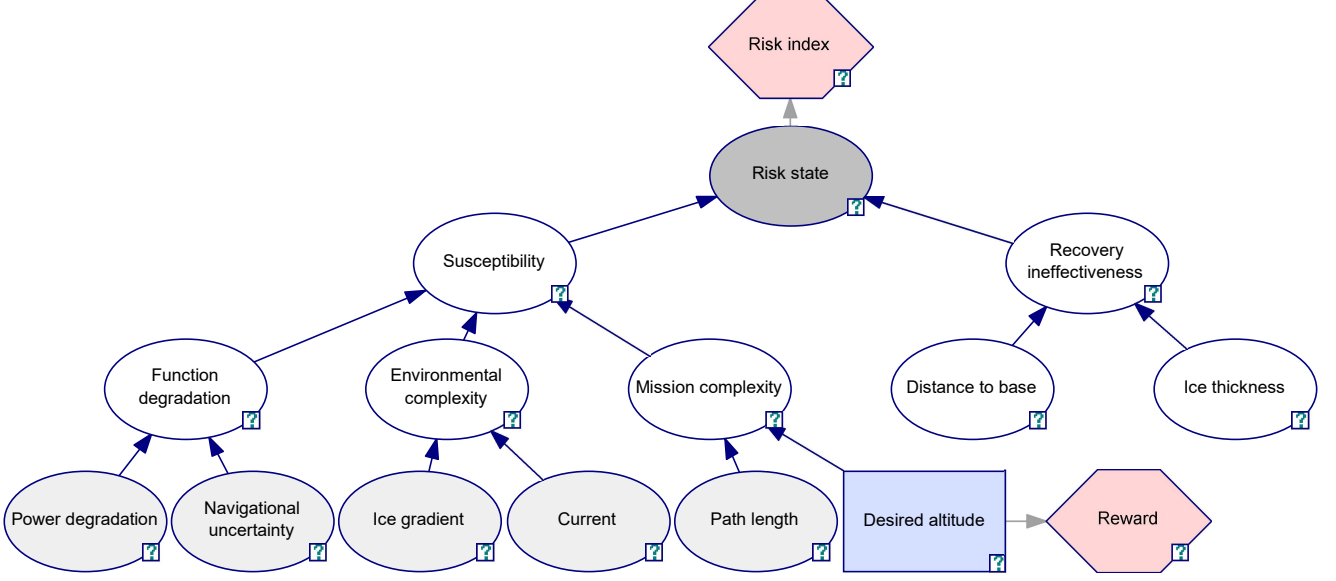 Risk index
?
Risk state
?
Susceptibility
?
Recovery
ineffectiveness
?
Function
degradation
?
Environmental
complexity
?
Mission complexity
?
Distance to base
?
Ice thickness
?
Power degradation
?
Navigational
uncertainty
?
Ice gradient
?
Current
?
Path length
?
Desired altitude
?
Reward
?